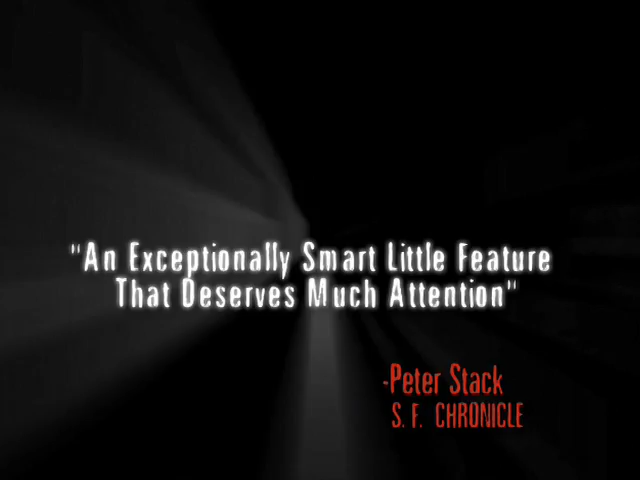 "An Exceptionally Smart Little Feature
That Deserves Much Attention"
-Peter Stack
S. F. CHRONICLE